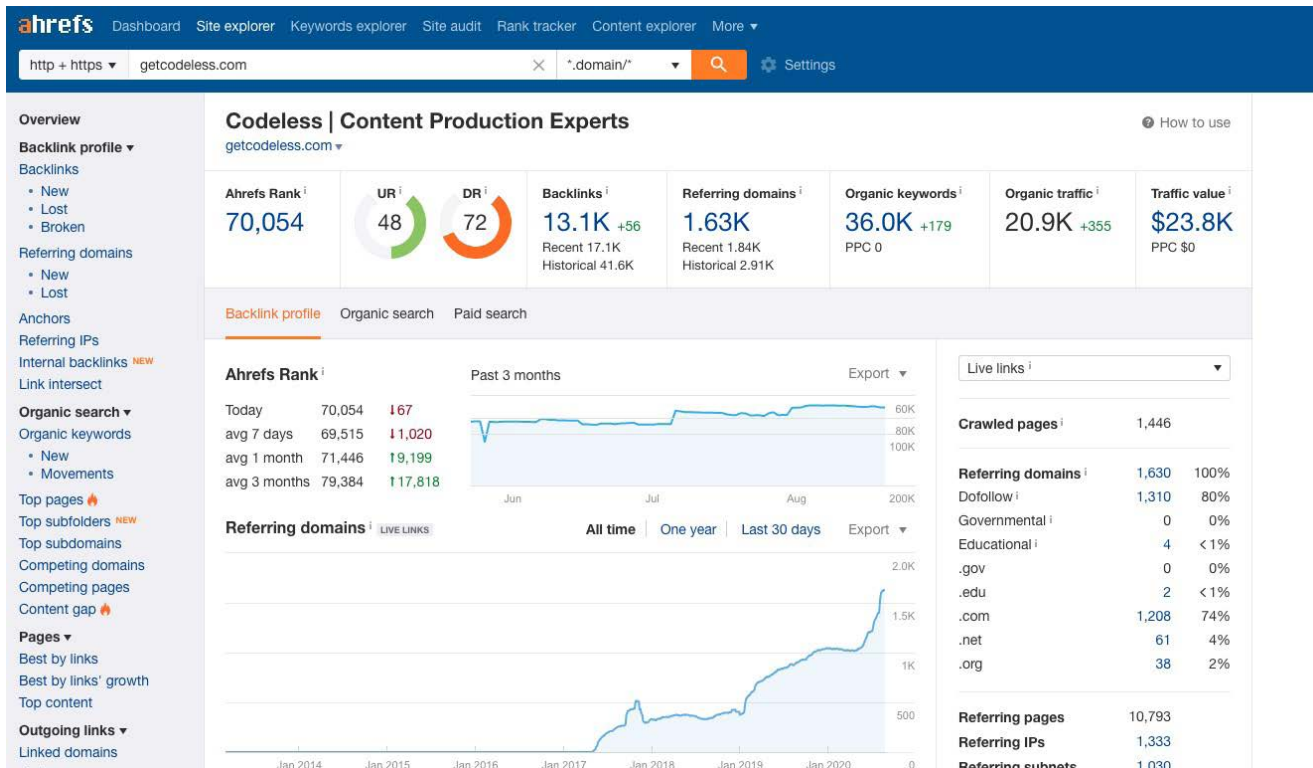 ahrefs Dashboard Site explorer Keywords explorer Site audit Rank tracker Content explorer More
http + https getcodeless.com *.domain/* Settings
Overview
Backlink profile
Backlinks
New
Lost
Broken
Referring domains
New
Lost
Anchors
Referring IPs
Internal backlinks NEW
Link intersect
Organic search
Organic keywords
New
Movements
Top pages
Top subfolders NEW
Top subdomains
Competing domains
Competing pages
Content gap
Pages
Best by links
Best by links' growth
Top content
Outgoing links
Linked domains
Codeless | Content Production Experts
How to use
getcodeless.com
Ahrefs Rank i
70,054
UR i
48
DR i
72
Backlinks i
13.1K +56
Recent 17.1K
Historical 41.6K
Referring domains i
1.63K
Recent 1.84K
Historical 2.91K
Organic keywords i
36.0K +179
PPC 0
Organic traffic i
20.9K +355
Traffic value i
$23.8K
PPC $0
Backlink profile Organic search Paid search
Ahrefs Rank i Past 3 months Export
Today 70,054 ↓67
avg 7 days 69,515 ↓1,020
avg 1 month 71,446 ↑9,199
avg 3 months 79,384 ↑17,818
60K
80K
100K
200K
Jun Jul Aug
Referring domains i LIVE LINKS All time One year Last 30 days Export
2.0K
1.5K
1K
500
0
Jan 2014 Jan 2015 Jan 2016 Jan 2017 Jan 2018 Jan 2019 Jan 2020
Live links i
Crawled pages i 1,446
Referring domains i 1,630 100%
Dofollow i 1,310 80%
Governmental i 0 0%
Educational i 4 <1%
.gov 0 0%
.edu 2 <1%
.com 1,208 74%
.net 61 4%
.org 38 2%
Referring pages 10,793
Referring IPs 1,333
Referring subnets 1,030